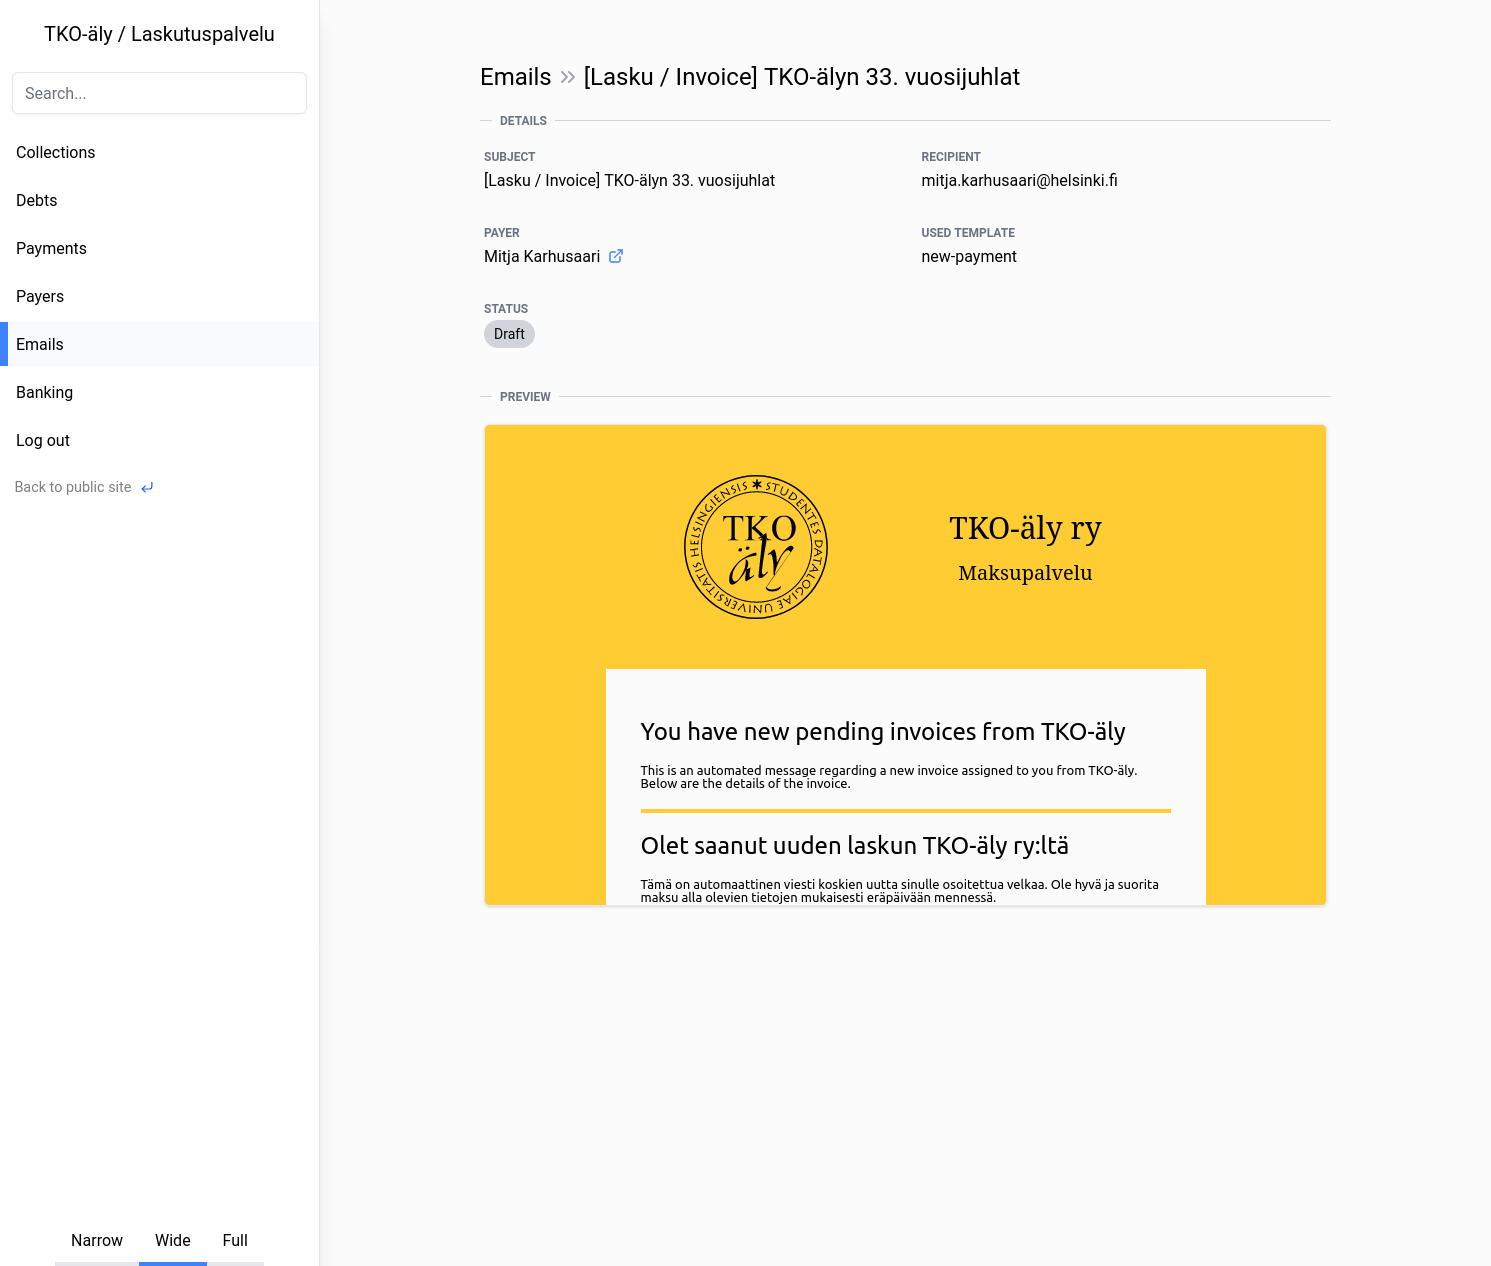 TKO-äly / Laskutuspalvelu
Search...
Collections
Debts
Payments
Payers
Emails
Banking
Log out
Back to public site
Narrow Wide Full
Emails » [Lasku / Invoice] TKO-älyn 33. vuosijuhlat
DETAILS
SUBJECT
[Lasku / Invoice] TKO-älyn 33. vuosijuhlat
RECIPIENT
mitja.karhusaari@helsinki.fi
PAYER
Mitja Karhusaari
USED TEMPLATE
new-payment
STATUS
Draft
PREVIEW
STUDENTES DATALOGIAE UNIVERSITATIS HELSINGIENSIS
TKO
äly
TKO-äly ry
Maksupalvelu
You have new pending invoices from TKO-äly
This is an automated message regarding a new invoice assigned to you from TKO-äly.
Below are the details of the invoice.
Olet saanut uuden laskun TKO-äly ry:ltä
Tämä on automaattinen viesti koskien uutta sinulle osoitettua velkaa. Ole hyvä ja suorita
maksu alla olevien tietojen mukaisesti eräpäivään mennessä.